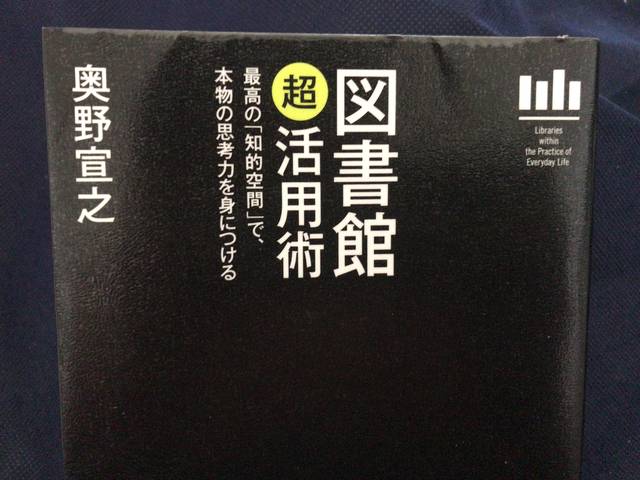 図書館
超活用術
最高の「知的空間」で、
本物の思考力を身につける
奥野宣之
Libraries
within
the Practice of
Everyday Life